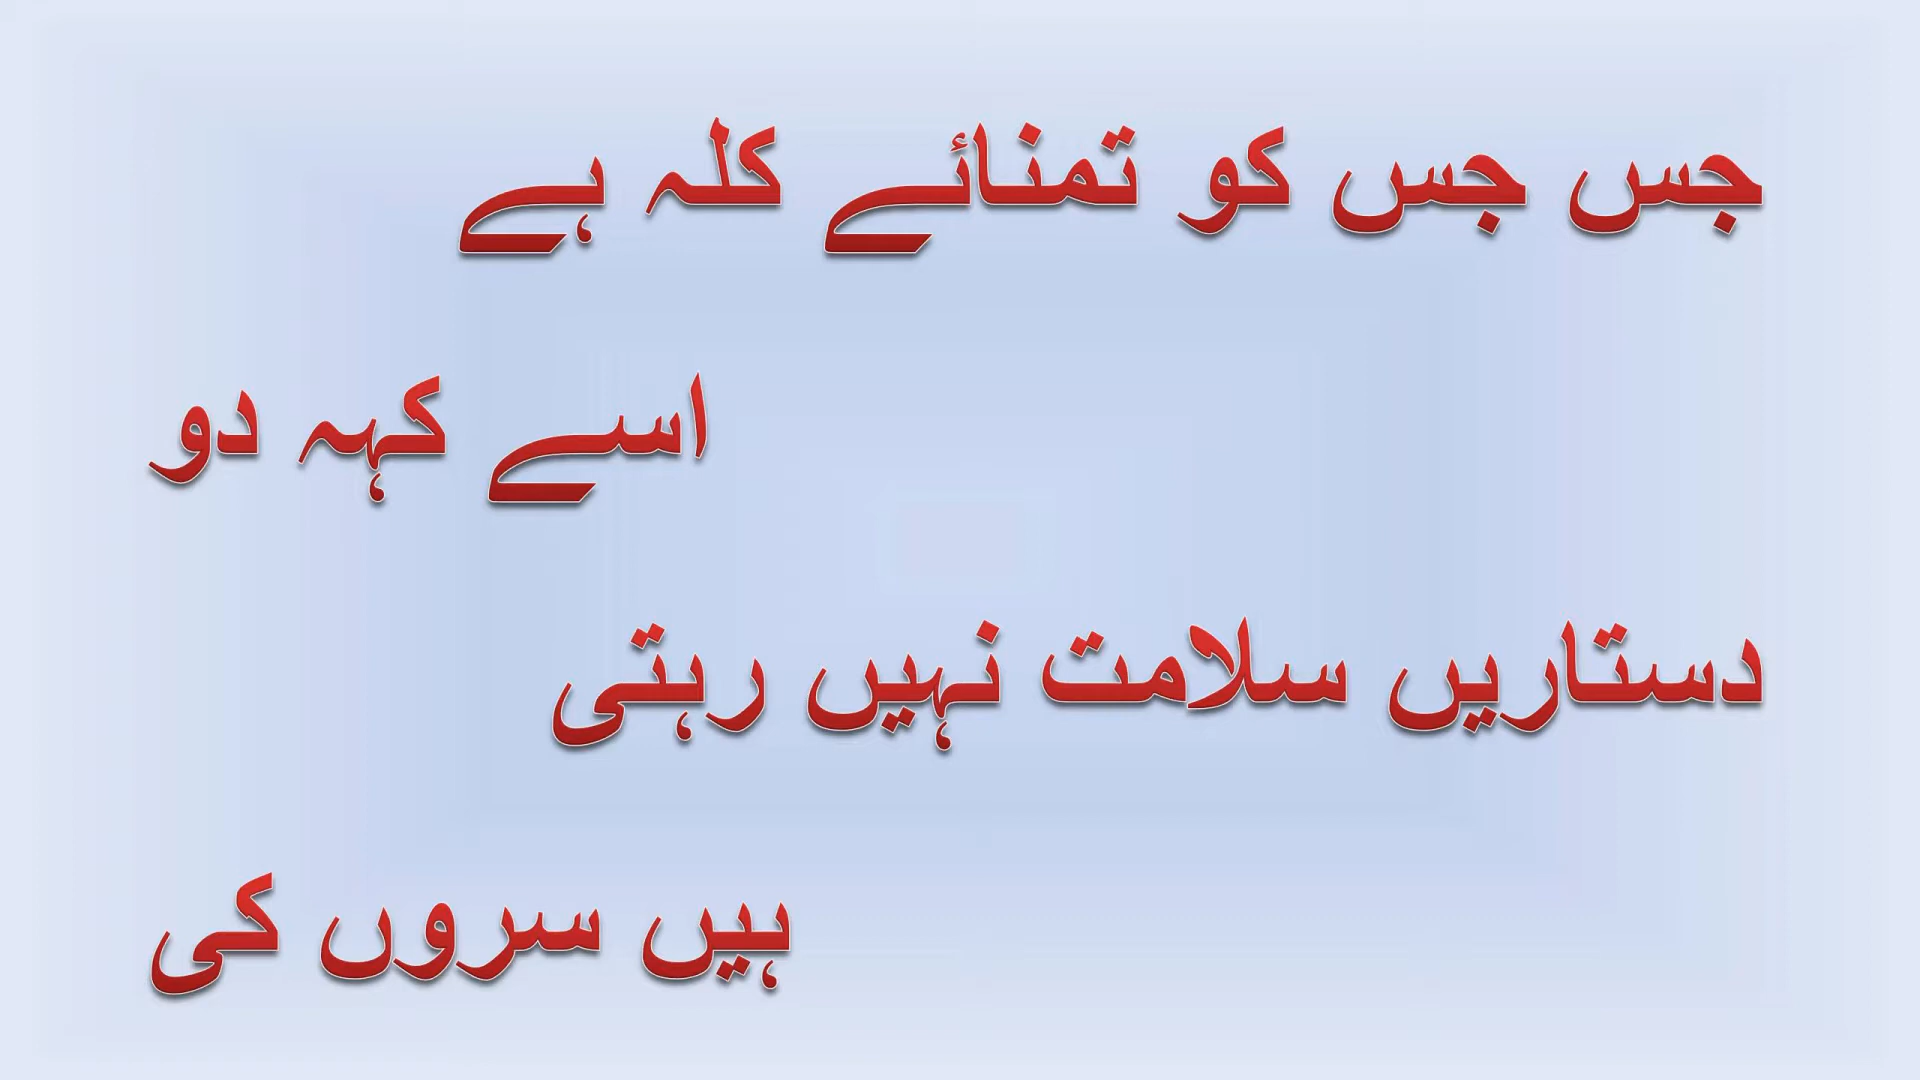 جس جس کو تمنائے کلہ ہے
اسے کہہ دو
دستاریں سلامت نہیں رہتی
ہیں سروں کی